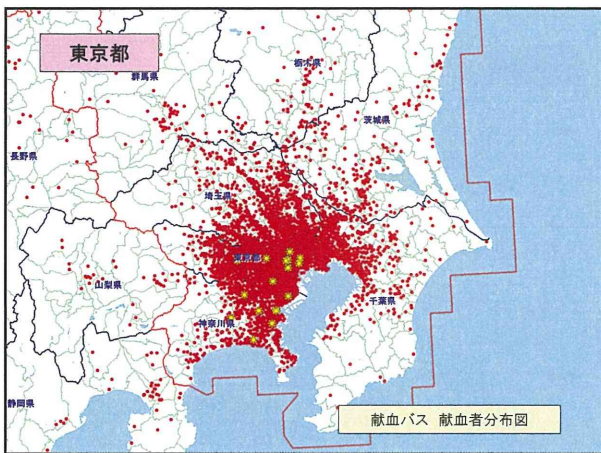 東京都
群馬県
栃木県
茨城県
長野県
埼玉県
東京都
山梨県
千葉県
神奈川県
静岡県
献血バス 献血者分布図